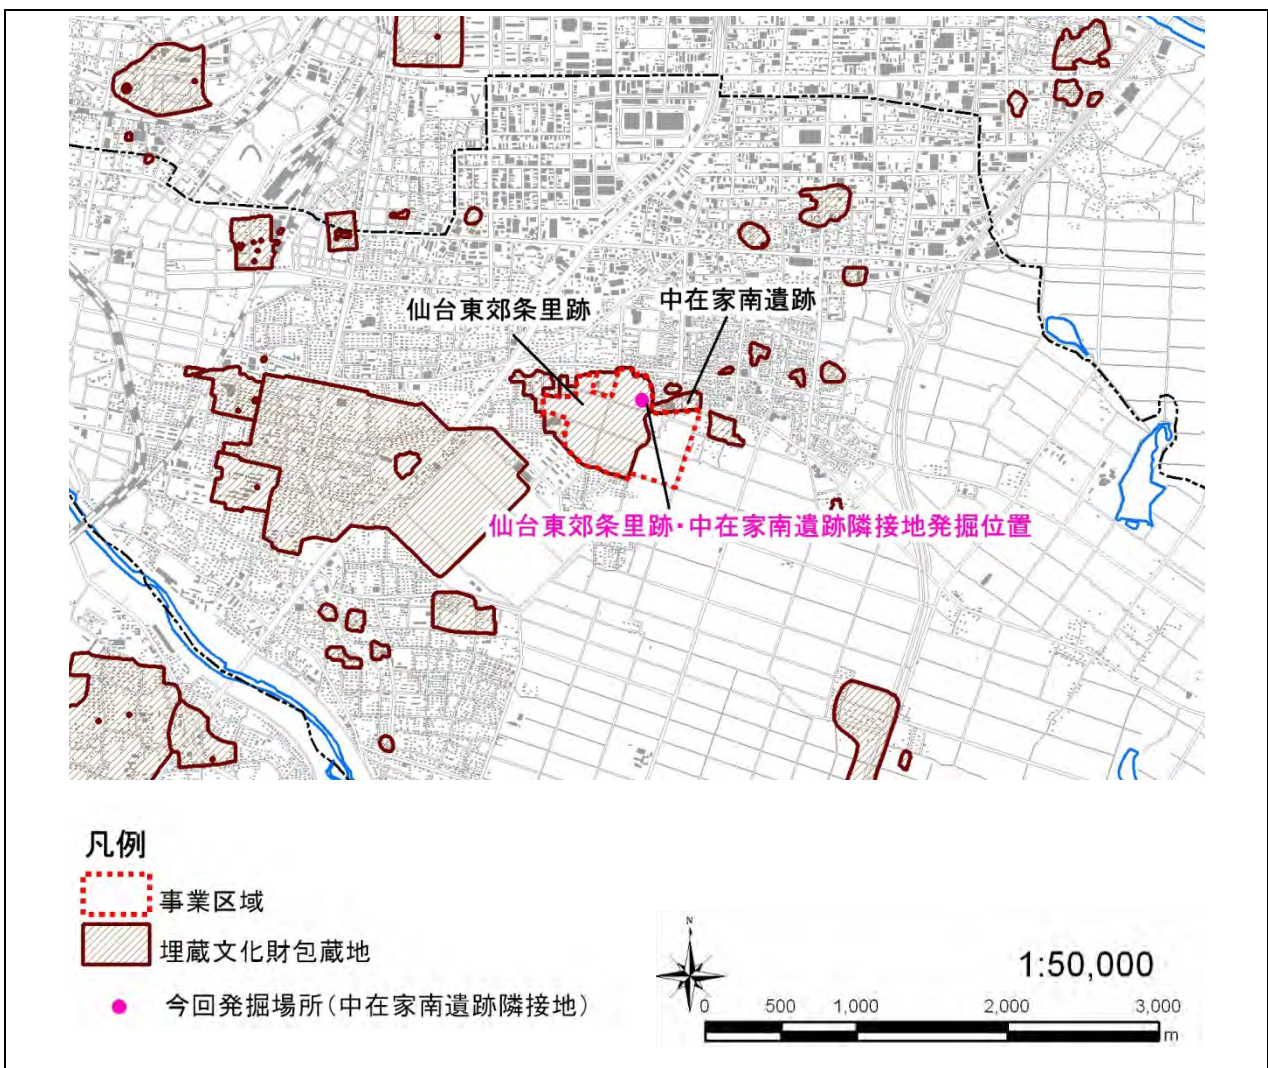 仙台東郊条里跡
中在家南遺跡
仙台東郊条里跡・中在家南遺跡隣接地発掘位置
凡例
事業区域
埋蔵文化財包蔵地
今回発掘場所(中在家南遺跡隣接地)
N
1:50,000
0 500 1,000 2,000 3,000
m